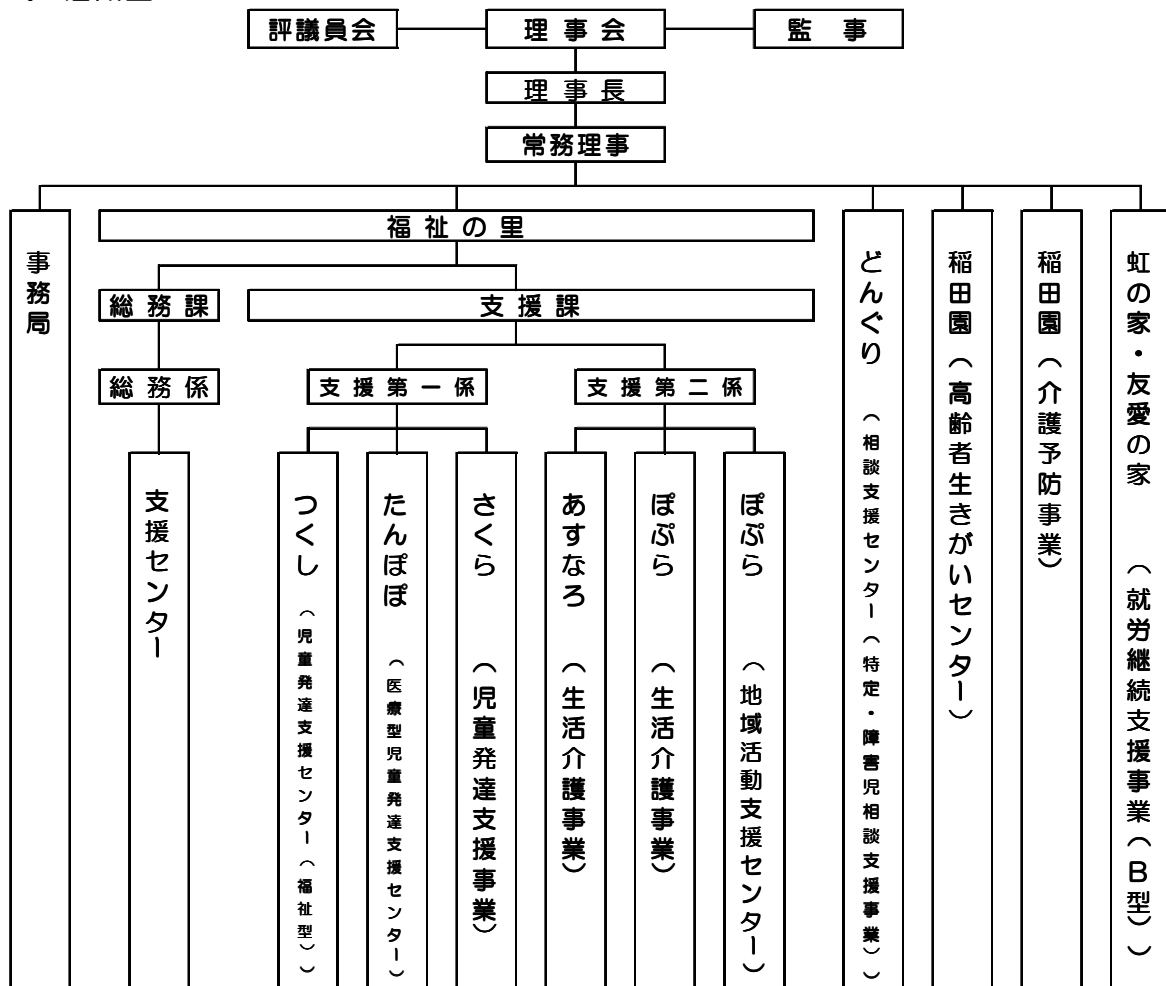 評議員会
理事会
監事
理事長
常務理事
福祉の里
事務局
総務課
支援課
総務係
支援第一係
支援第二係
支援センター
つくし（児童発達支援センター（福祉型））
たんぽぽ（医療型児童発達支援センター）
さくら（児童発達支援事業）
あすなろ（生活介護事業）
ぽぷら（生活介護事業）
ぽぷら（地域活動支援センター）
どんぐり（相談支援センター（特定・障害児相談支援事業））
稲田園（高齢者生きがいセンター）
稲田園（介護予防事業）
虹の家・友愛の家（就労継続支援事業（B型））